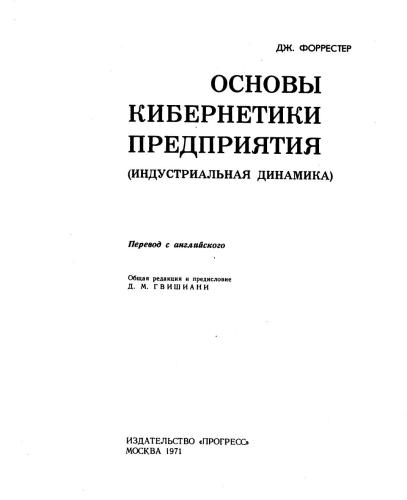 ДЖ. ФОРРЕСТЕР
ОСНОВЫ
КИБЕРНЕТИКИ
ПРЕДПРИЯТИЯ
(ИНДУСТРИАЛЬНАЯ ДИНАМИКА)
Перевод с английского
Общая редакция и предисловие
Д. М. ГВИШИАНИ
ИЗДАТЕЛЬСТВО «ПРОГРЕСС»
МОСКВА 1971